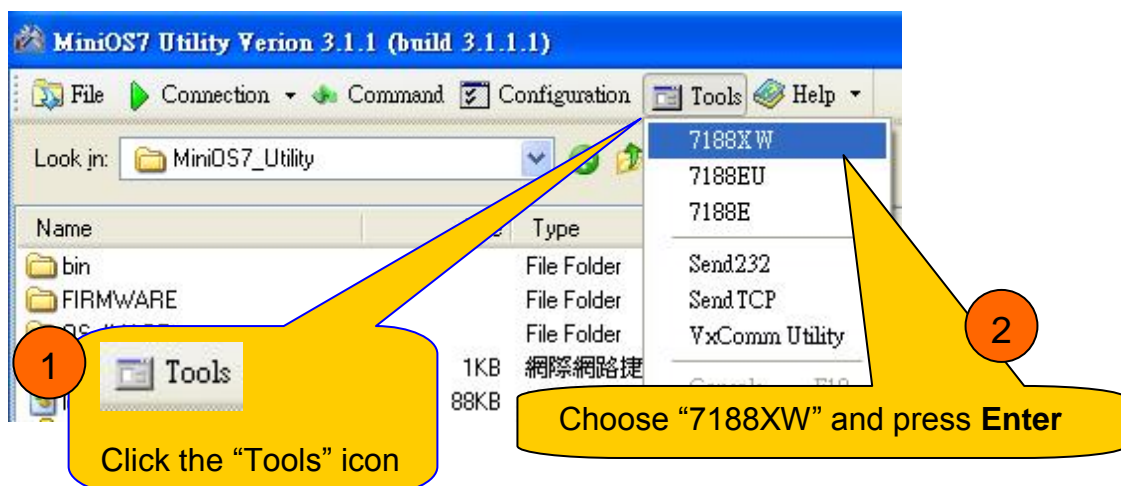 MiniOS7 Utility Verion 3.1.1 (build 3.1.1.1)
File Connection Command Configuration Tools Help
Look in: MiniOS7_Utility
7188XW
7188EU
7188E
Send232
SendTCP
VxComm Utility
Name Type
bin File Folder
FIRMWARE File Folder
File Folder
1KB 網際網路捷
88KB
1
Tools
Click the “Tools” icon
2
Choose “7188XW” and press Enter